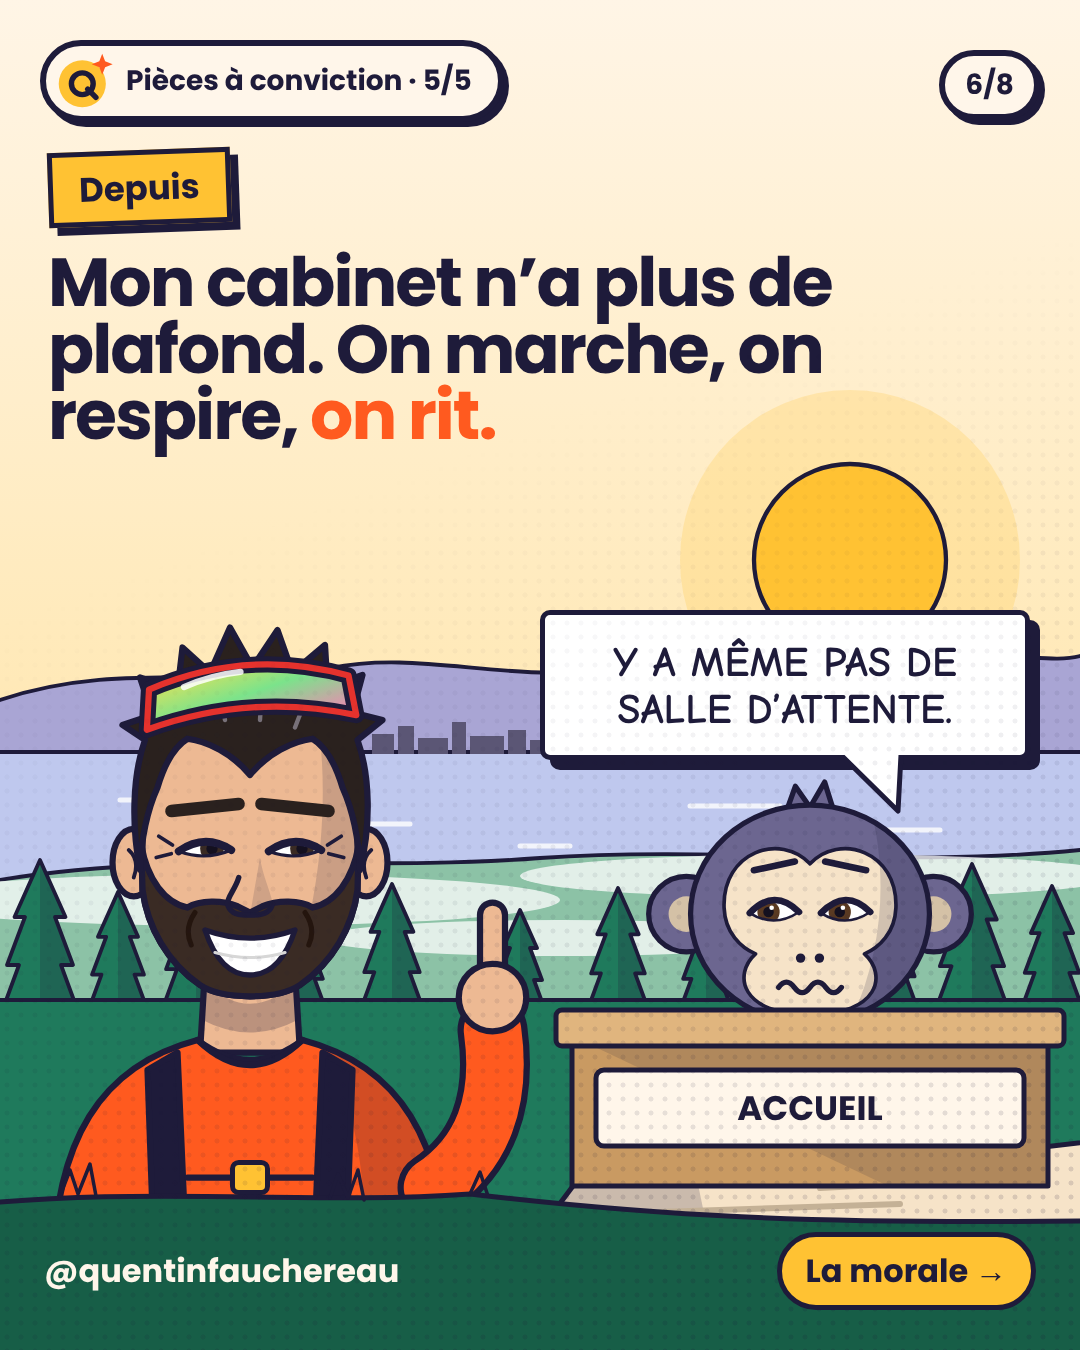 Q
Pièces à conviction · 5/5
6/8
Depuis
Mon cabinet n’a plus de
plafond. On marche, on
respire, on rit.
Y A MÊME PAS DE
SALLE D’ATTENTE.
ACCUEIL
@quentinfauchereau
La morale →